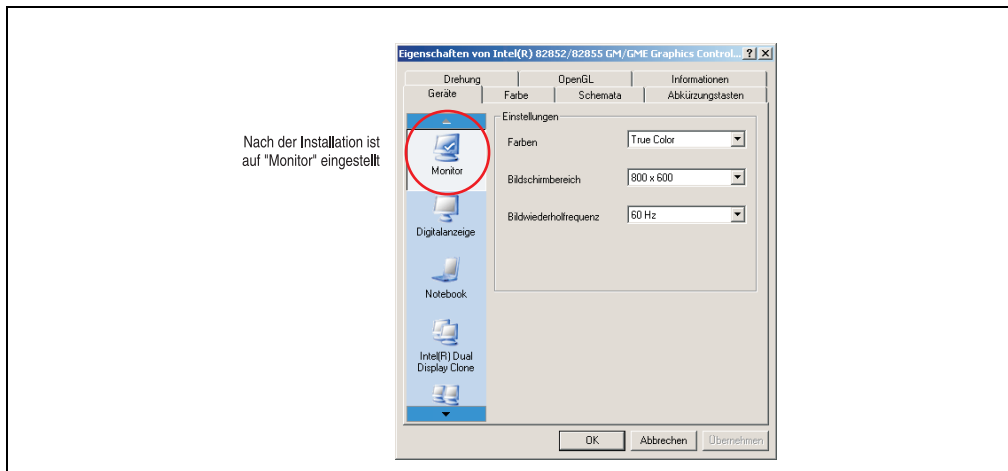 Eigenschaften von Intel(R) 82852/82855 GM/GME Graphics Control...
Drehung OpenGL Informationen
Geräte Farbe Schemata Abkürzungstasten
Nach der Installation ist
auf "Monitor" eingestellt
Monitor
Digitalanzeige
Notebook
Intel(R) Dual
Display Clone
Einstellungen
Farben True Color
Bildschirmbereich 800 x 600
Bildwiederholfrequenz 60 Hz
OK Abbrechen Übernehmen